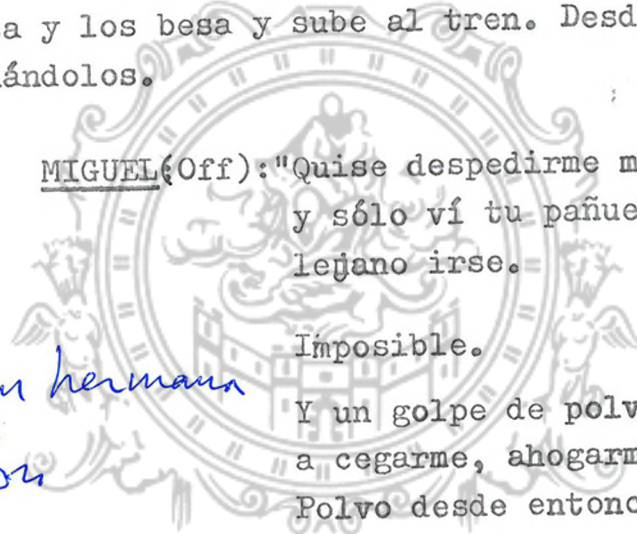 a y los besa y sube al tren. Desd
ándolos.
MIGUEL(Off):"Quise despedirme m
y sólo ví tu pañue
lejano irse.
Imposible.
hermana
Y un golpe de polv
a cegarme, ahogarm
Polvo desde entonc